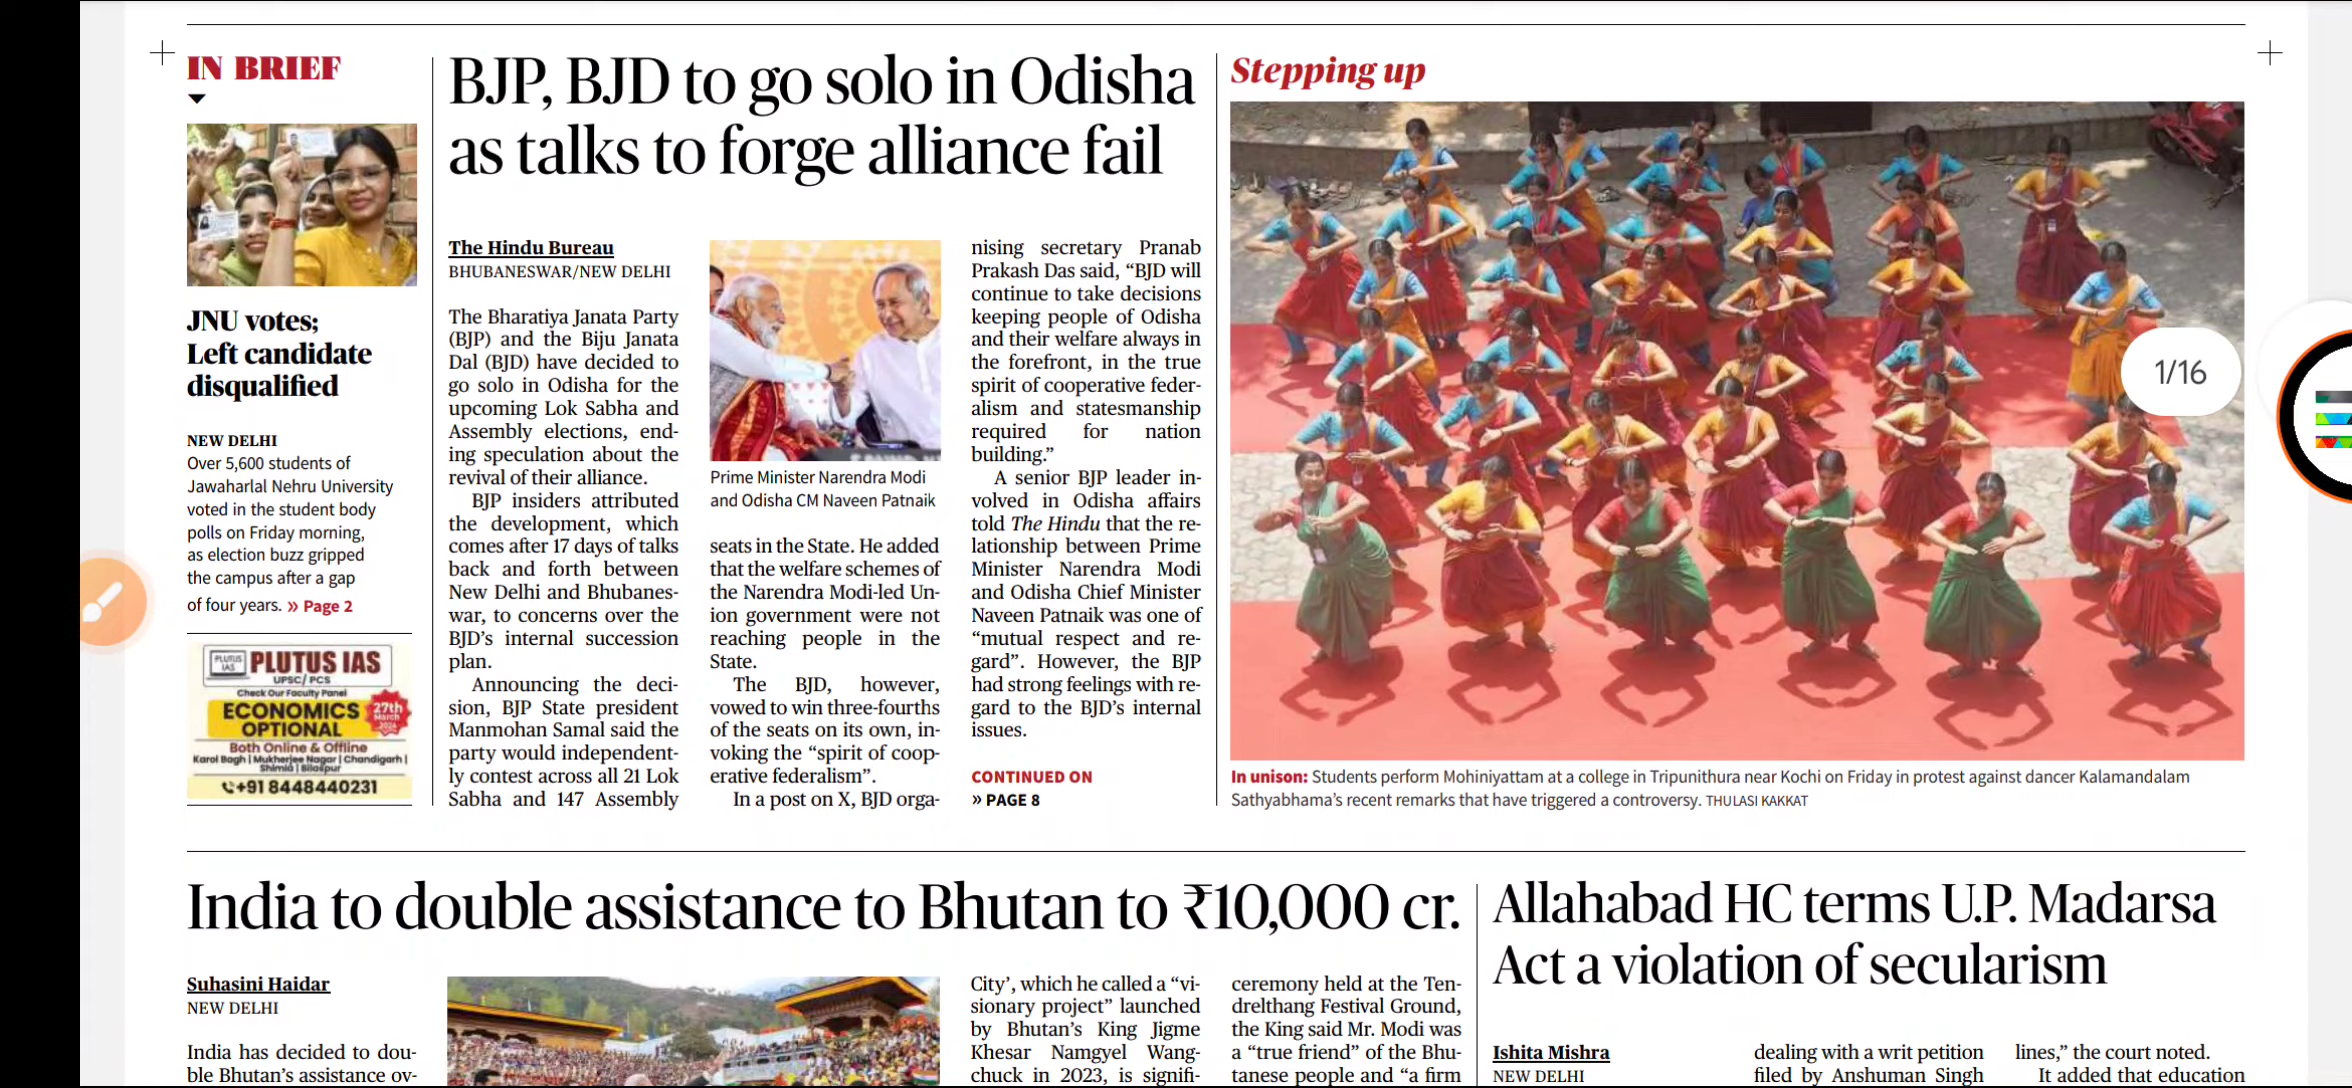 IN BRIEF
JNU votes;
Left candidate
disqualified
NEW DELHI
Over 5,600 students of
Jawaharlal Nehru University
voted in the student body
polls on Friday morning,
as election buzz gripped
the campus after a gap
of four years. » Page 2
PLUTUS IAS
PLUTUS IAS
UPSC/ PCS
Check Our Faculty Panel
ECONOMICS
OPTIONAL
27th
March
2024
Both Online & Offline
Karol Bagh | Mukherjee Nagar | Chandigarh |
Shimla | Bilaspur
+91 8448440231
BJP, BJD to go solo in Odisha
as talks to forge alliance fail
The Hindu Bureau
BHUBANESWAR/NEW DELHI
The Bharatiya Janata Party
(BJP) and the Biju Janata
Dal (BJD) have decided to
go solo in Odisha for the
upcoming Lok Sabha and
Assembly elections, end-
ing speculation about the
revival of their alliance.
BJP insiders attributed
the development, which
comes after 17 days of talks
back and forth between
New Delhi and Bhubanes-
war, to concerns over the
BJD’s internal succession
plan.
Announcing the deci-
sion, BJP State president
Manmohan Samal said the
party would independent-
ly contest across all 21 Lok
Sabha and 147 Assembly
Prime Minister Narendra Modi
and Odisha CM Naveen Patnaik
seats in the State. He added
that the welfare schemes of
the Narendra Modi-led Un-
ion government were not
reaching people in the
State.
The BJD, however,
vowed to win three-fourths
of the seats on its own, in-
voking the “spirit of coop-
erative federalism”.
In a post on X, BJD orga-
nising secretary Pranab
Prakash Das said, “BJD will
continue to take decisions
keeping people of Odisha
and their welfare always in
the forefront, in the true
spirit of cooperative feder-
alism and statesmanship
required for nation
building.”
A senior BJP leader in-
volved in Odisha affairs
told The Hindu that the re-
lationship between Prime
Minister Narendra Modi
and Odisha Chief Minister
Naveen Patnaik was one of
“mutual respect and re-
gard”. However, the BJP
had strong feelings with re-
gard to the BJD’s internal
issues.
CONTINUED ON
» PAGE 8
Stepping up
1/16
In unison: Students perform Mohiniyattam at a college in Tripunithura near Kochi on Friday in protest against dancer Kalamandalam
Sathyabhama’s recent remarks that have triggered a controversy. THULASI KAKKAT
India to double assistance to Bhutan to ₹10,000 cr.
Suhasini Haidar
NEW DELHI
India has decided to dou-
ble Bhutan’s assistance ov-
City’, which he called a “vi-
sionary project” launched
by Bhutan’s King Jigme
Khesar Namgyel Wang-
chuck in 2023, is signifi-
ceremony held at the Ten-
drelthang Festival Ground,
the King said Mr. Modi was
a “true friend” of the Bhu-
tanese people and “a firm
Allahabad HC terms U.P. Madarsa
Act a violation of secularism
Ishita Mishra
NEW DELHI
dealing with a writ petition
filed by Anshuman Singh
lines,” the court noted.
It added that education